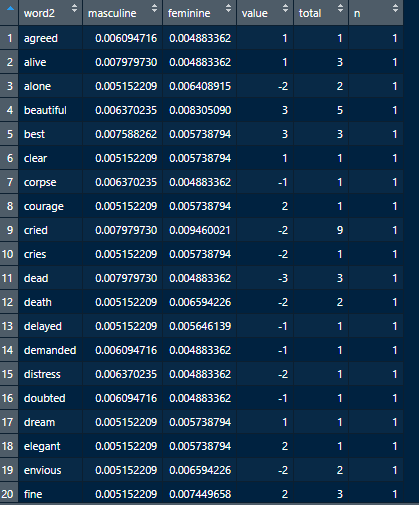 word2 masculine feminine value total n
1 agreed 0.006094716 0.004883362 1 1 1
2 alive 0.007979730 0.004883362 1 3 1
3 alone 0.005152209 0.006408915 -2 2 1
4 beautiful 0.006370235 0.008305090 3 5 1
5 best 0.007588262 0.005738794 3 3 1
6 clear 0.005152209 0.005738794 1 1 1
7 corpse 0.006370235 0.004883362 -1 1 1
8 courage 0.005152209 0.005738794 2 1 1
9 cried 0.007979730 0.009460021 -2 9 1
10 cries 0.005152209 0.005738794 -2 1 1
11 dead 0.007979730 0.004883362 -3 3 1
12 death 0.005152209 0.006594226 -2 2 1
13 delayed 0.005152209 0.005646139 -1 1 1
14 demanded 0.006094716 0.004883362 -1 1 1
15 distress 0.006370235 0.004883362 -2 1 1
16 doubted 0.006094716 0.004883362 -1 1 1
17 dream 0.005152209 0.005738794 1 1 1
18 elegant 0.005152209 0.005738794 2 1 1
19 envious 0.005152209 0.006594226 -2 2 1
20 fine 0.005152209 0.007449658 2 3 1